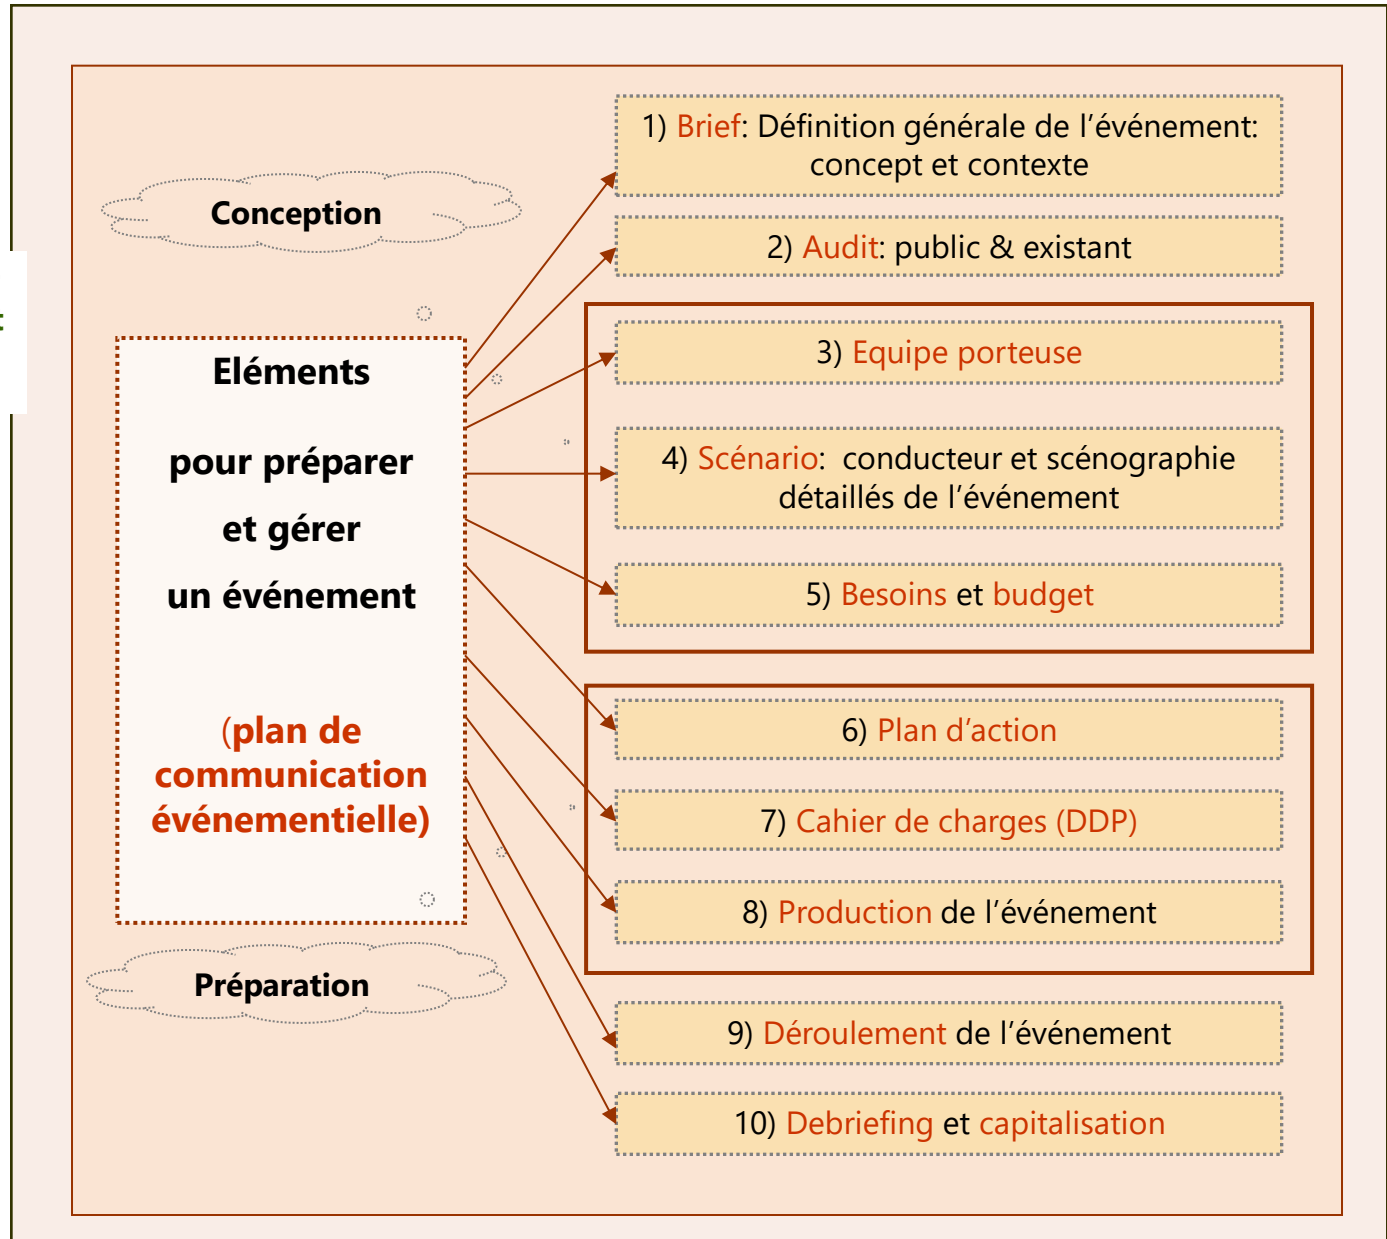 Conception
:
Eléments
pour préparer
et gérer
un événement
(plan de
communication
événementielle)
Préparation
1) Brief: Définition générale de l’événement:
concept et contexte
2) Audit: public & existant
3) Equipe porteuse
4) Scénario:  conducteur et scénographie
détaillés de l’événement
5) Besoins et budget
6) Plan d’action
7) Cahier de charges (DDP)
8) Production de l’événement
9) Déroulement de l’événement
10) Debriefing et capitalisation